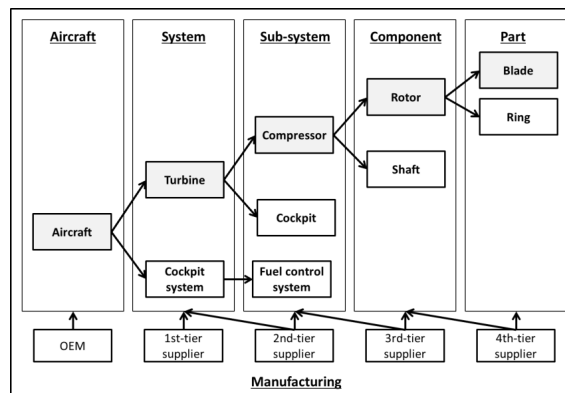 Aircraft
System
Sub-system
Component
Part
Blade
Rotor
Ring
Compressor
Shaft
Turbine
Cockpit
Aircraft
Cockpit
system
Fuel control
system
OEM
1st-tier
supplier
2nd-tier
supplier
3rd-tier
supplier
4th-tier
supplier
Manufacturing